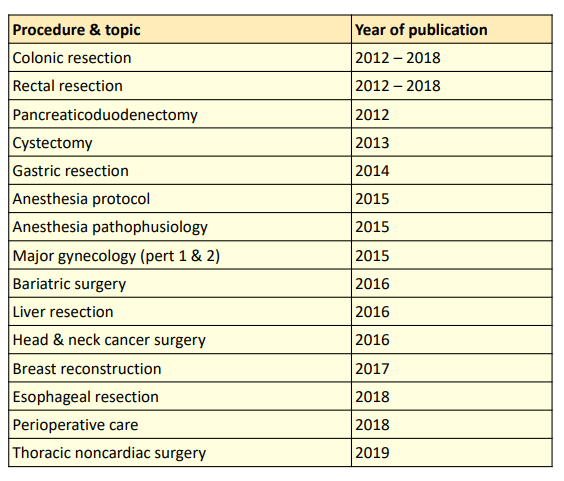 Procedure & topic Year of publication
Colonic resection 2012 – 2018
Rectal resection 2012 – 2018
Pancreaticoduodenectomy 2012
Cystectomy 2013
Gastric resection 2014
Anesthesia protocol 2015
Anesthesia pathophusiology 2015
Major gynecology (pert 1 & 2) 2015
Bariatric surgery 2016
Liver resection 2016
Head & neck cancer surgery 2016
Breast reconstruction 2017
Esophageal resection 2018
Perioperative care 2018
Thoracic noncardiac surgery 2019